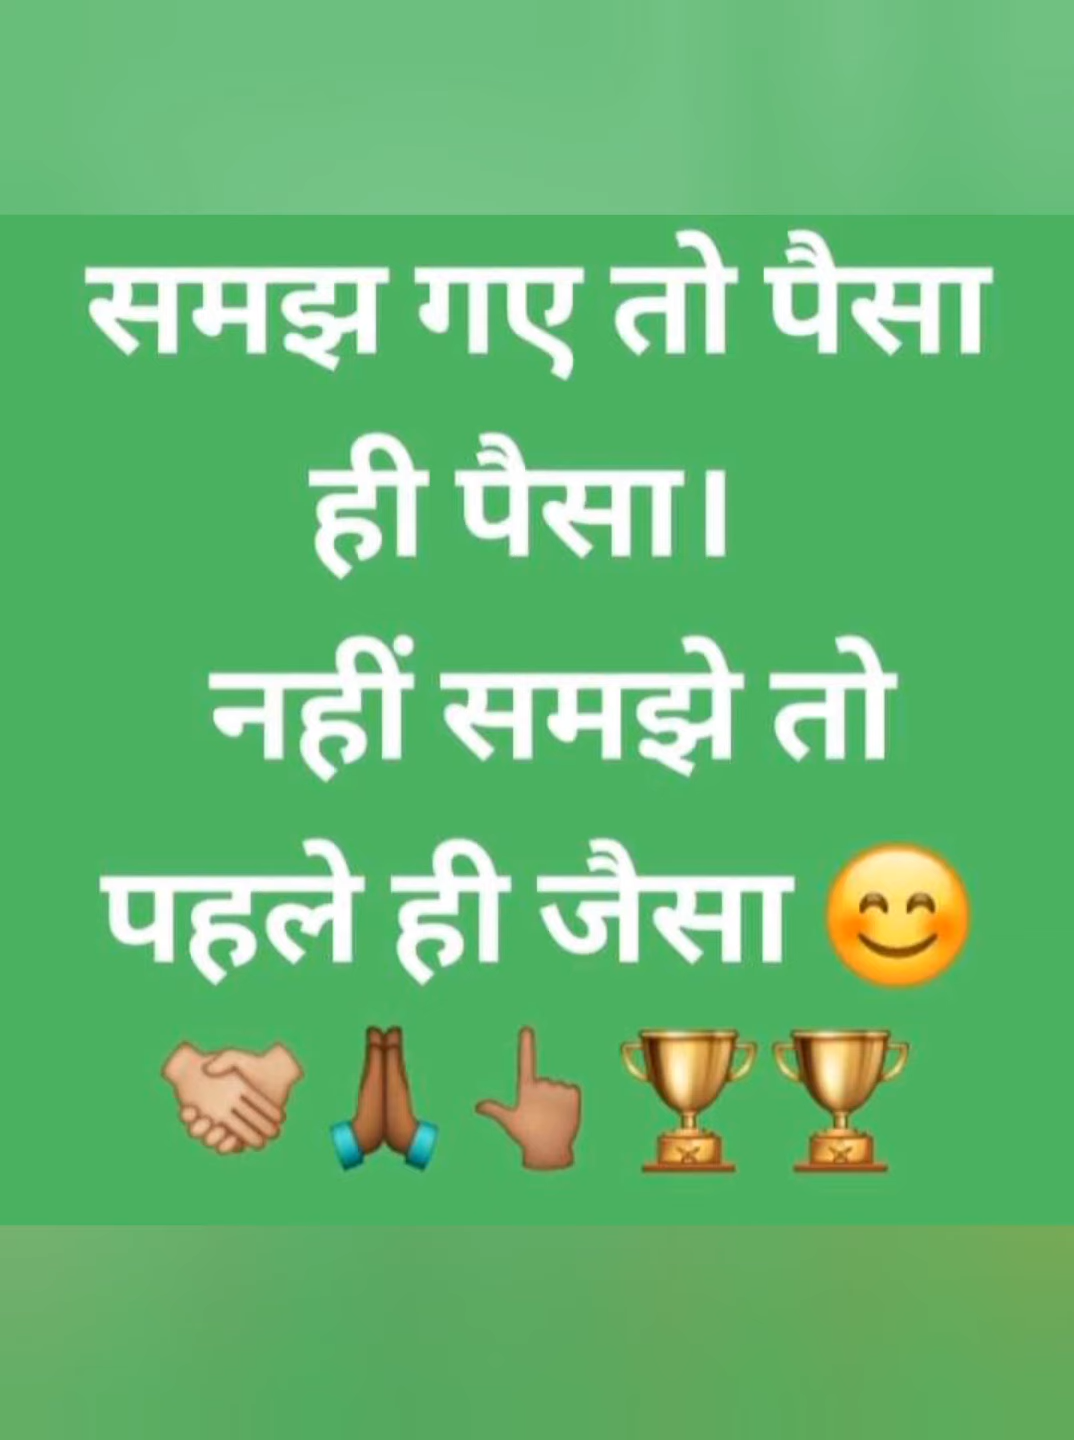 समझ गए तो पैसा
ही पैसा।
नहीं समझे तो
पहले ही जैसा 😊
🤝🏼🙏🏾👆🏽🏆🏆